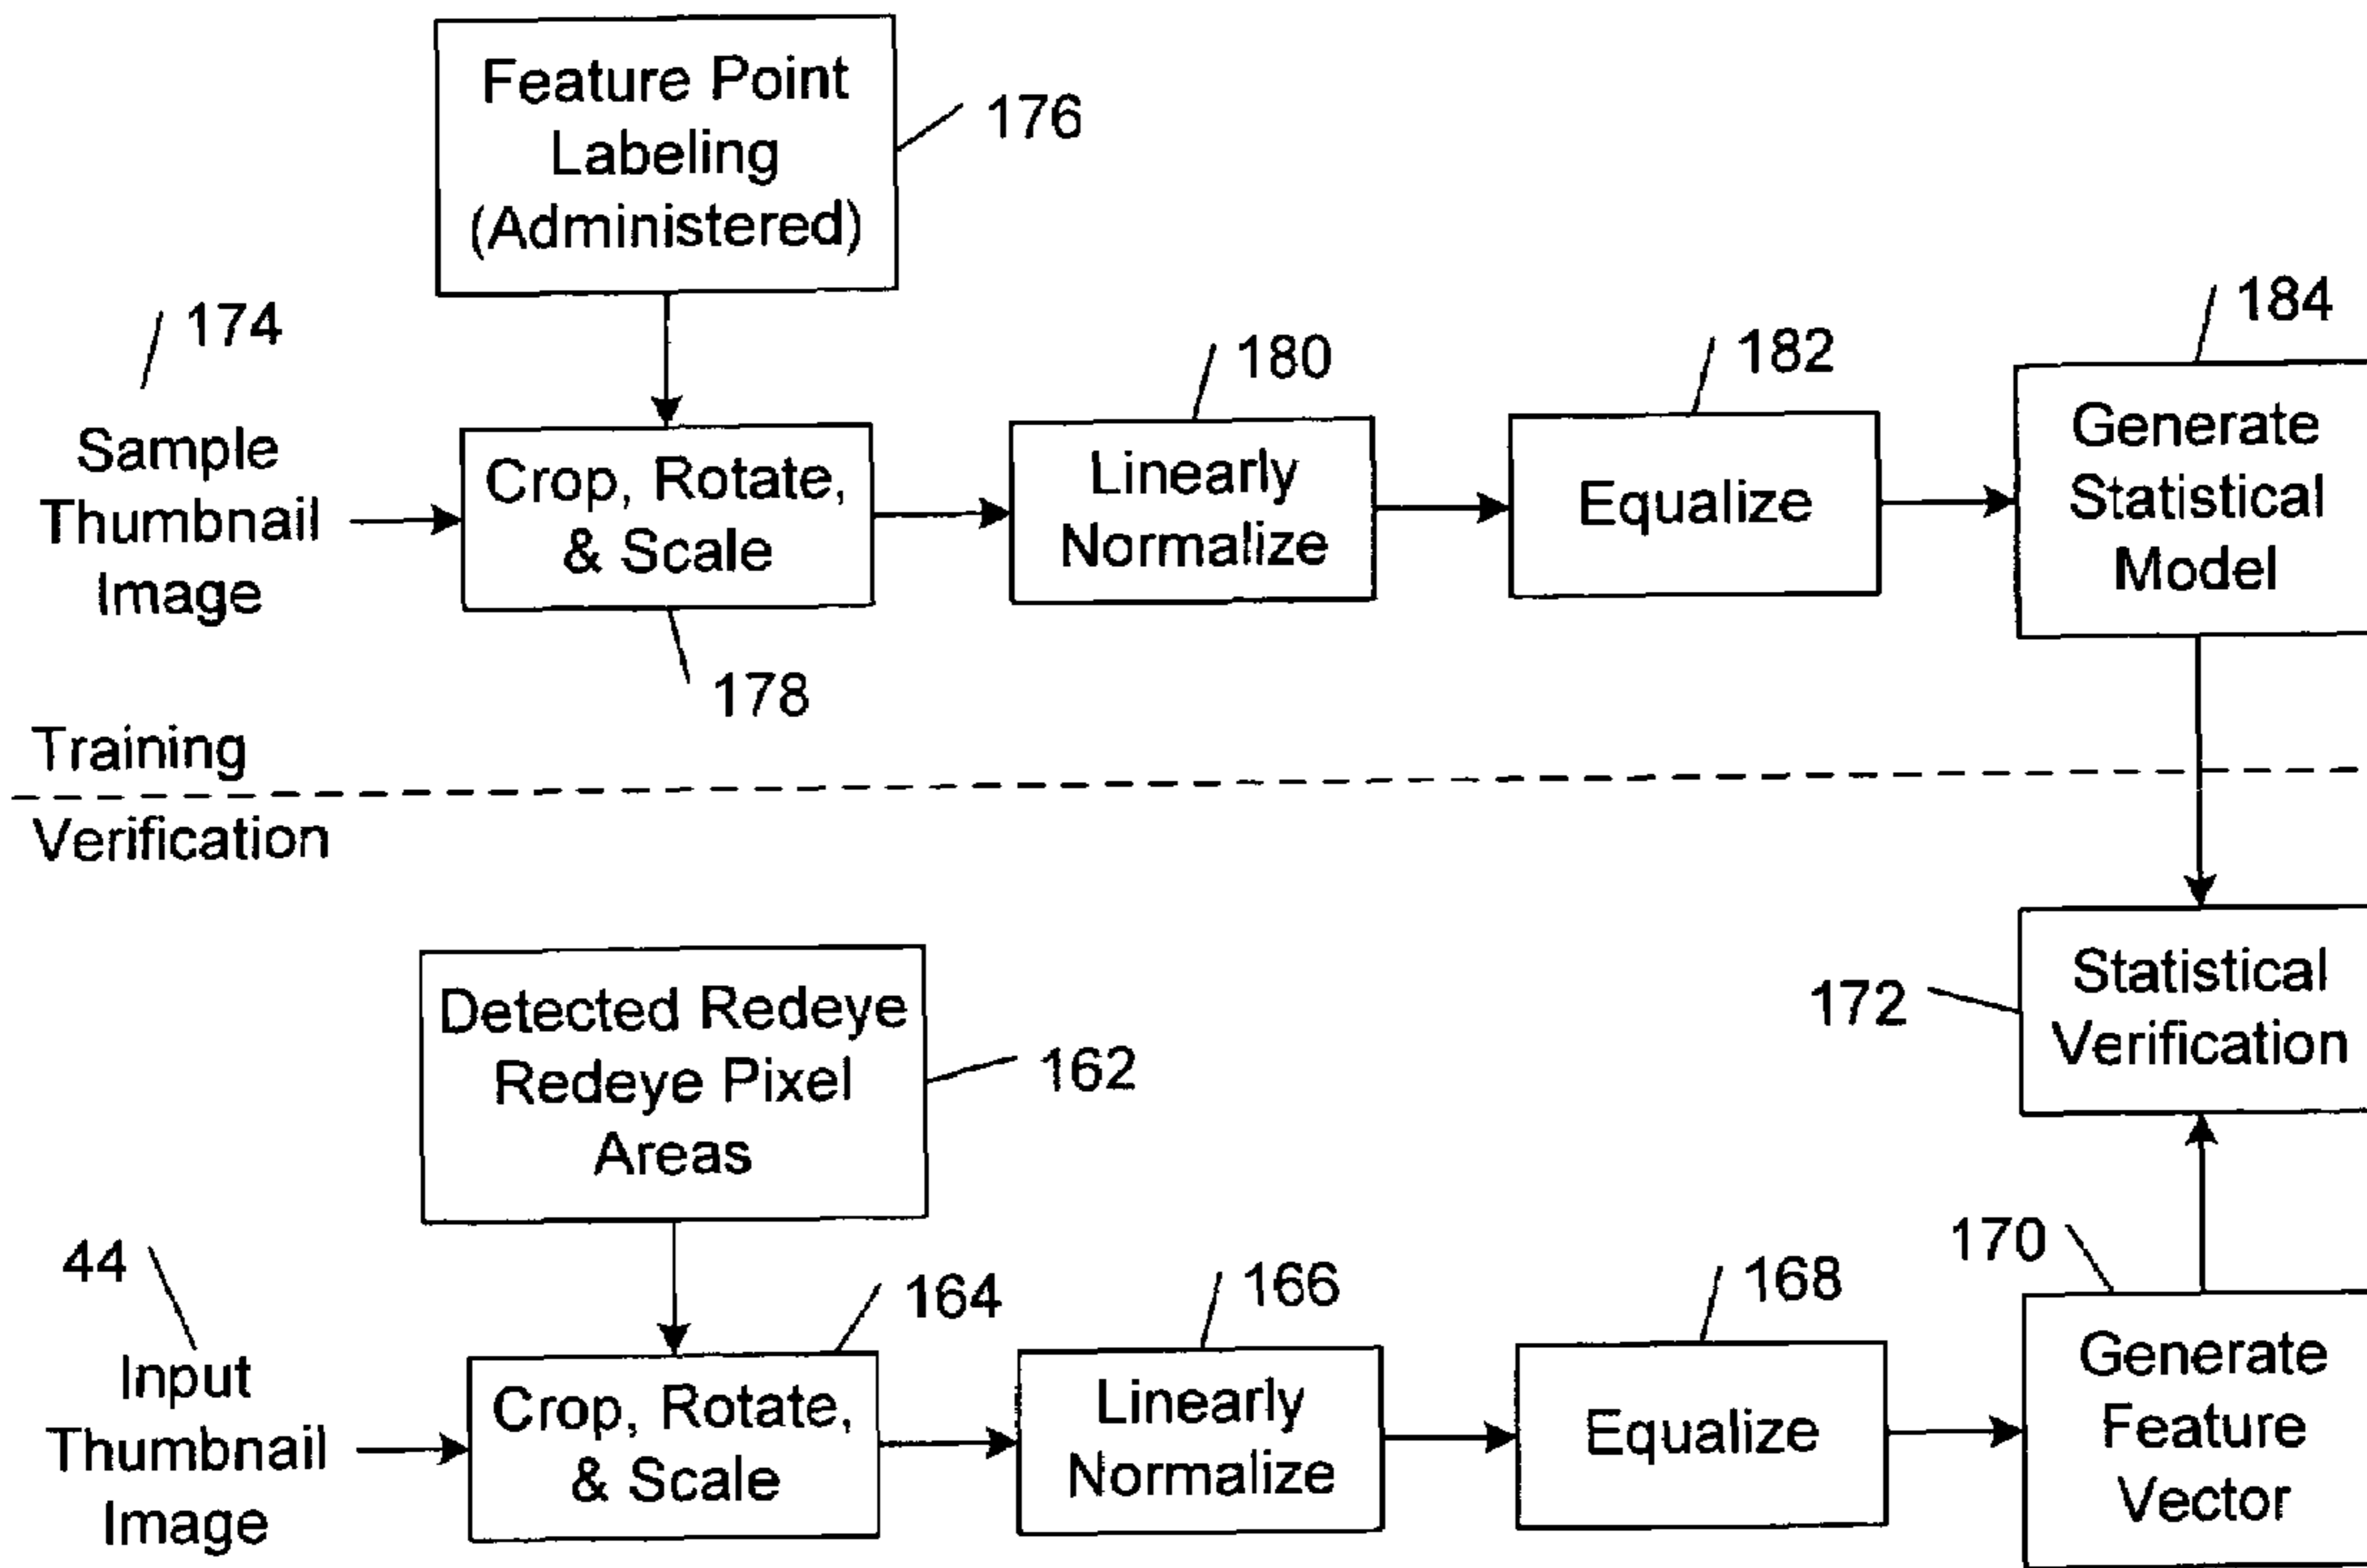 Feature Point
Labeling
(Administered)
176
174
Sample
Thumbnail
Image
Crop, Rotate,
& Scale
178
180
Linearly
Normalize
182
Equalize
184
Generate
Statistical
Model
Training
Verification
Detected Redeye
Redeye Pixel
Areas
162
172
Statistical
Verification
44
Input
Thumbnail
Image
164
Crop, Rotate,
& Scale
166
Linearly
Normalize
168
Equalize
170
Generate
Feature
Vector